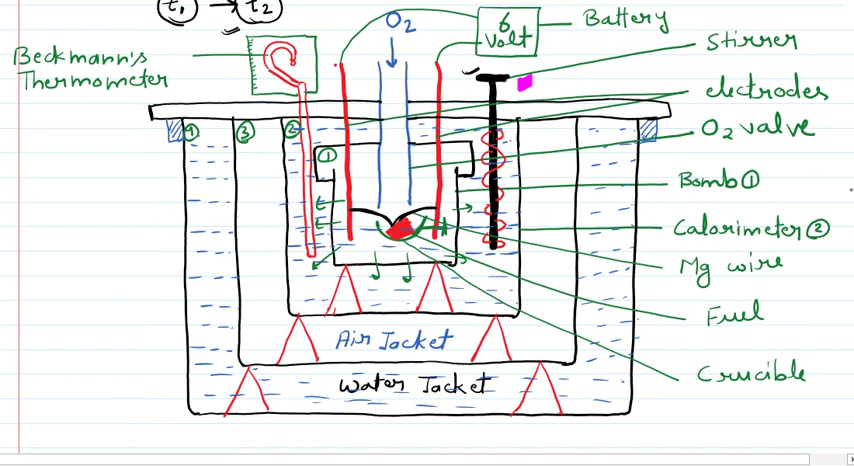 t₁ → t₂
O₂
6
Volt
Battery
Beckmann's
Thermometer
Stirrer
electrodes
O₂ valve
④
③
②
①
Bomb ①
Calorimeter ②
Mg wire
Fuel
Air Jacket
Water Jacket
Crucible